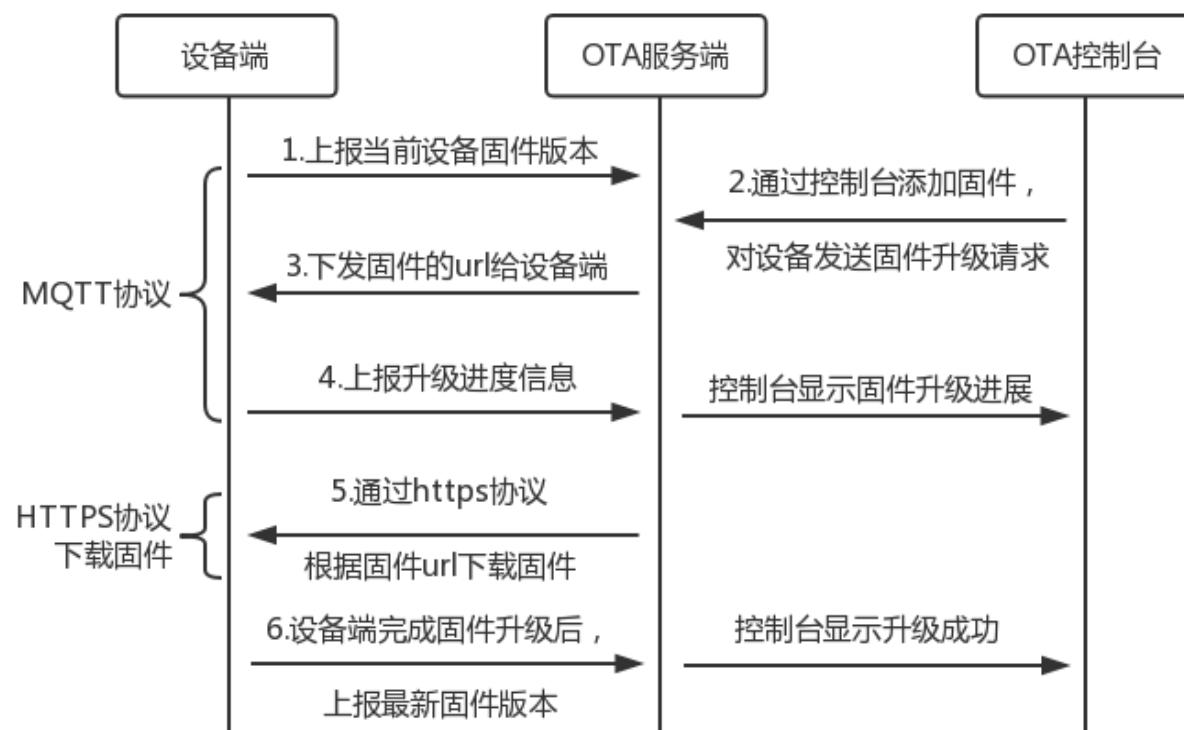 设备端
OTA服务端
OTA控制台
1.上报当前设备固件版本
2.通过控制台添加固件，
对设备发送固件升级请求
3.下发固件的url给设备端
MQTT协议
4.上报升级进度信息
控制台显示固件升级进展
5.通过https协议
HTTPS协议
下载固件
根据固件url下载固件
6.设备端完成固件升级后，
控制台显示升级成功
上报最新固件版本